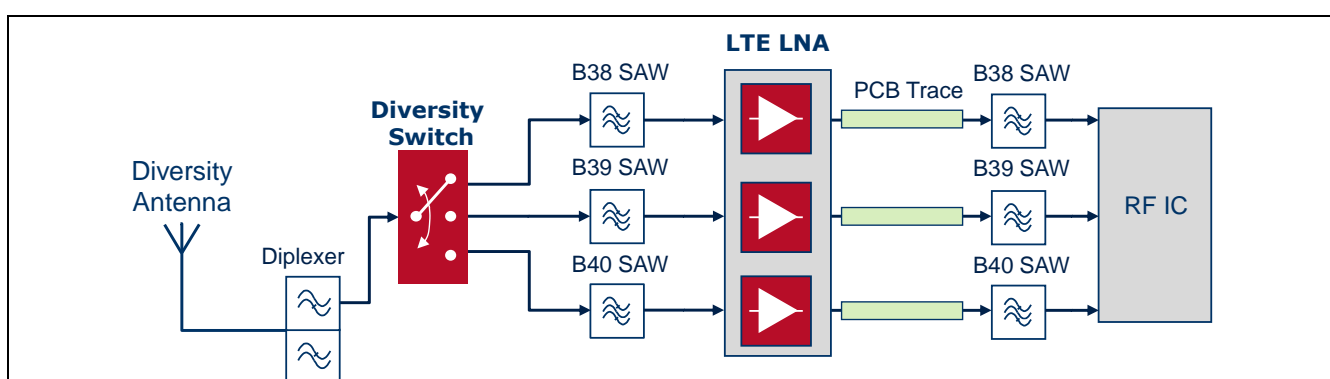 LTE LNA
B38 SAW
PCB Trace
B38 SAW
Diversity
Switch
Diversity
Antenna
B39 SAW
B39 SAW
RF IC
Diplexer
B40 SAW
B40 SAW